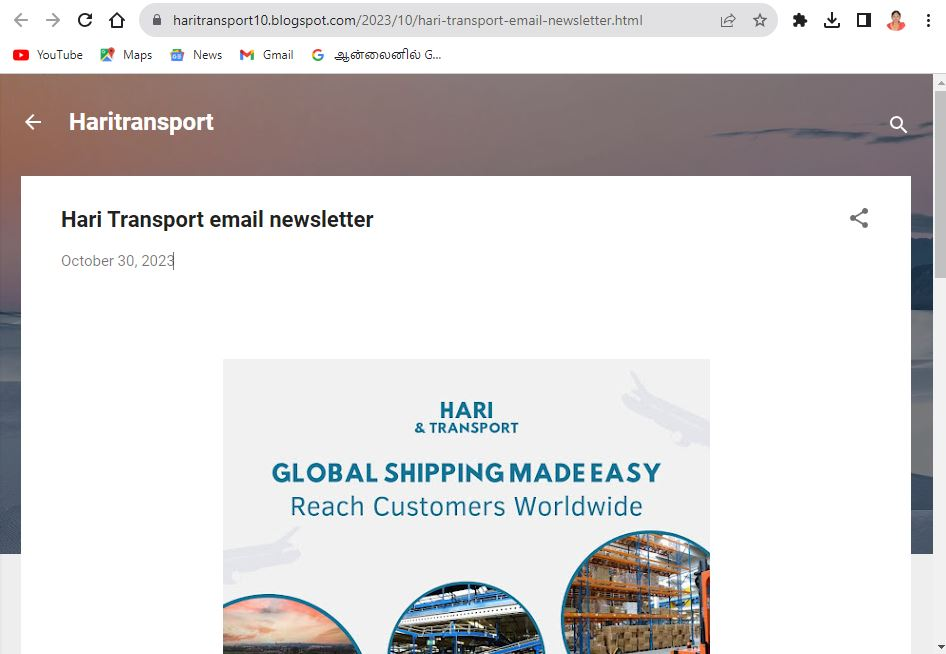 haritransport10.blogspot.com/2023/10/hari-transport-email-newsletter.html
YouTube Maps News Gmail ஆன்லைனில் G...
Haritransport
Hari Transport email newsletter
October 30, 2023
HARI
& TRANSPORT
GLOBAL SHIPPING MADE EASY
Reach Customers Worldwide